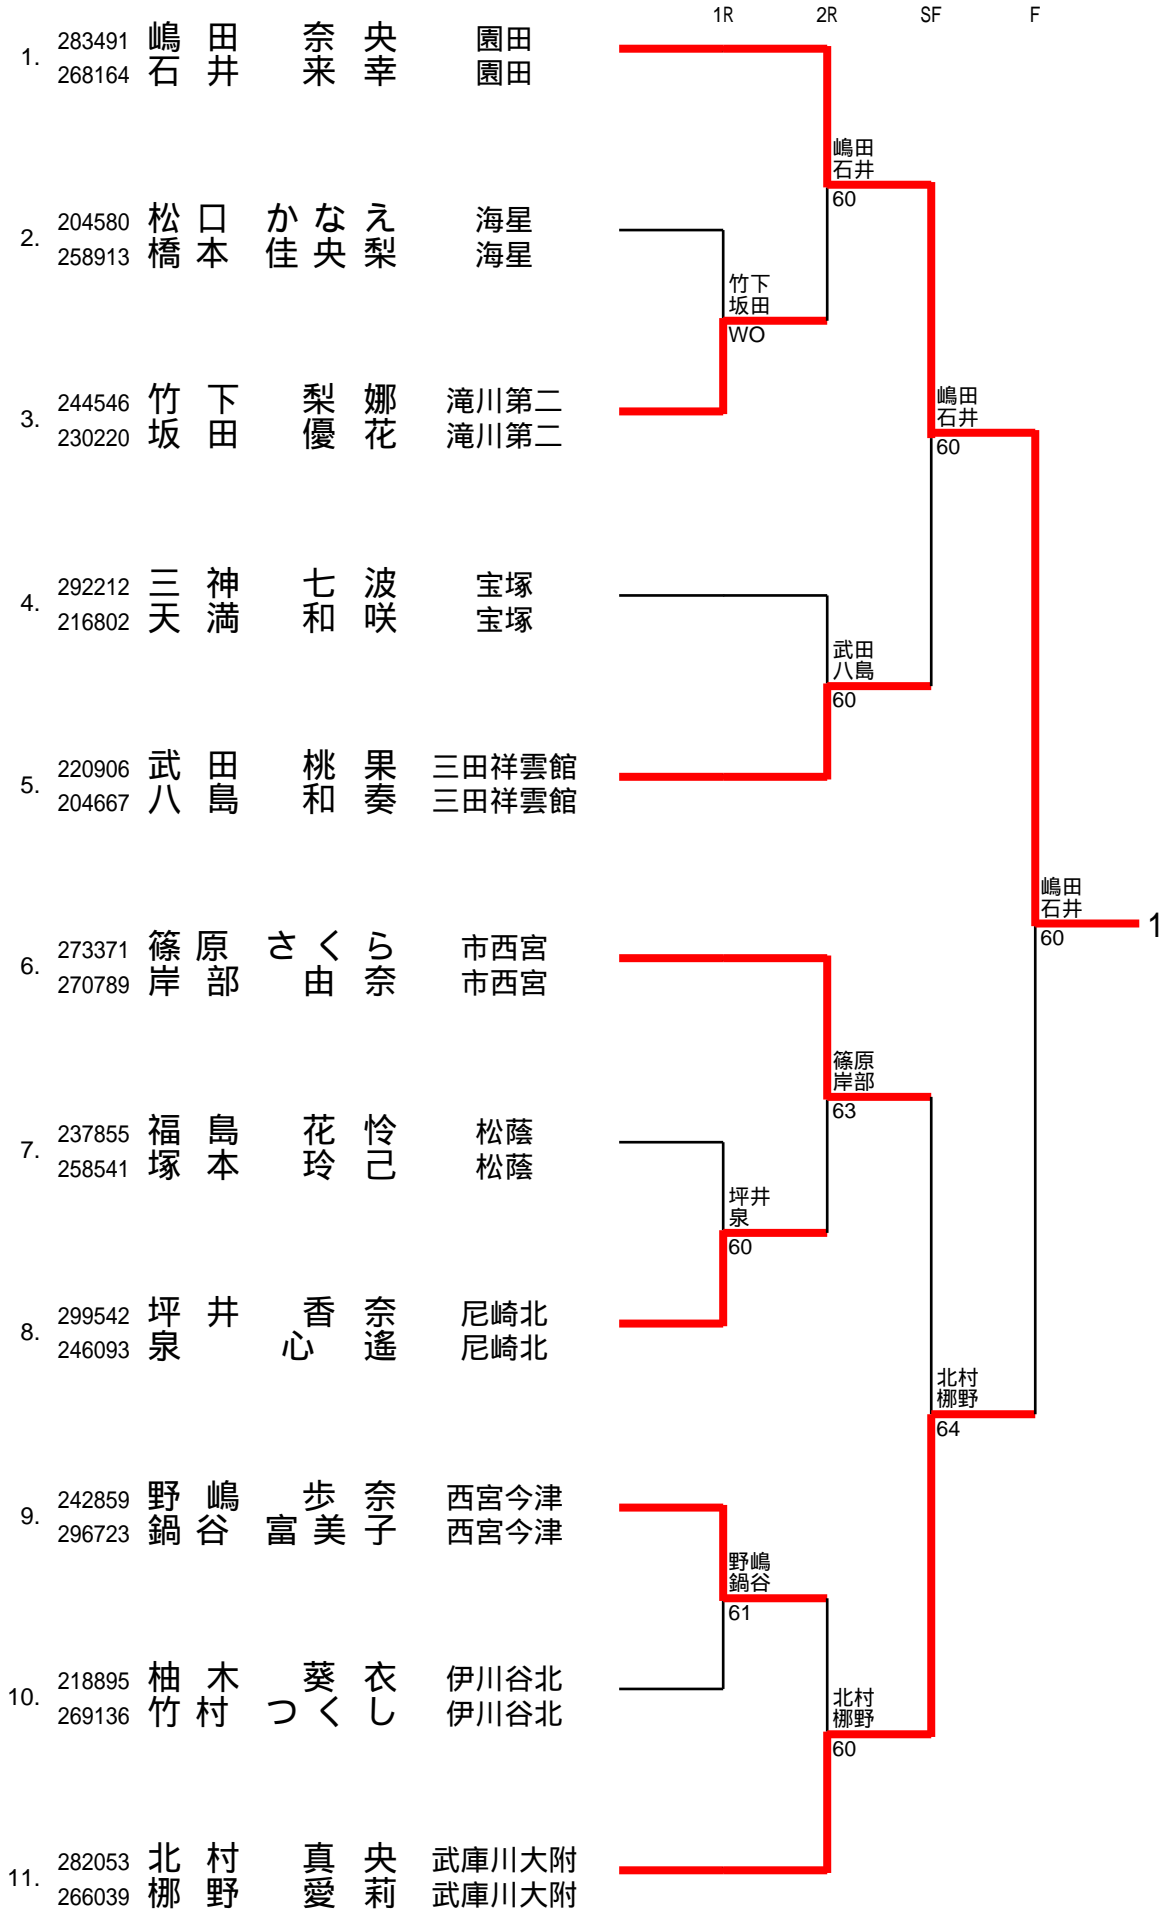 1R 2R SF F
1. 283491 嶋田 奈央 園田
268164 石井 来幸 園田
嶋田
石井
60
2. 204580 松口 かなえ 海星
258913 橋本 佳央梨 海星
竹下
坂田
WO
3. 244546 竹下 梨娜 滝川第二
230220 坂田 優花 滝川第二
嶋田
石井
60
4. 292212 三神 七波 宝塚
216802 天満 和咲 宝塚
武田
八島
60
5. 220906 武田 桃果 三田祥雲館
204667 八島 和奏 三田祥雲館
嶋田
石井
60
1
6. 273371 篠原 さくら 市西宮
270789 岸部 由奈 市西宮
篠原
岸部
63
7. 237855 福島 花怜 松蔭
258541 塚本 玲己 松蔭
坪井
泉
60
8. 299542 坪井 香奈 尼崎北
246093 泉 心遙 尼崎北
北村
梛野
64
9. 242859 野嶋 歩奈 西宮今津
296723 鍋谷 富美子 西宮今津
野嶋
鍋谷
61
10. 218895 柚木 葵衣 伊川谷北
269136 竹村 つくし 伊川谷北
北村
梛野
60
11. 282053 北村 真央 武庫川大附
266039 梛野 愛莉 武庫川大附